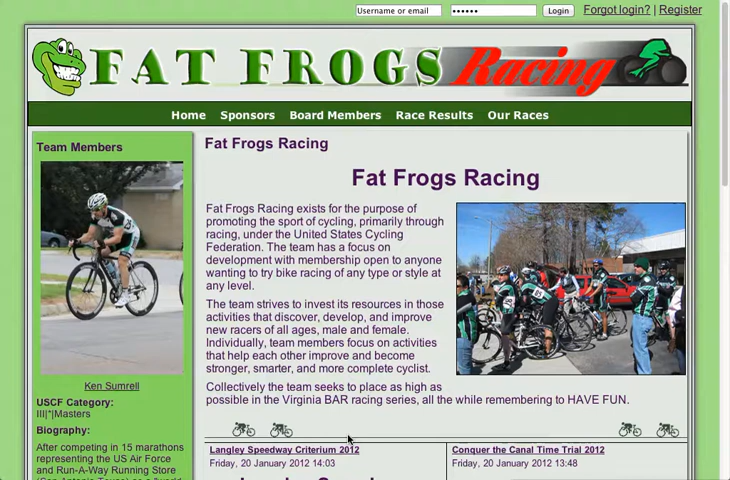 Username or email •••••• Login Forgot login? | Register
FAT FROGS Racing
Home Sponsors Board Members Race Results Our Races
Team Members
Ken Sumrell
USCF Category:
III|*|Masters
Biography:
After competing in 15 marathons
representing the US Air Force
and Run-A-Way Running Store
Fat Frogs Racing
Fat Frogs Racing
Fat Frogs Racing exists for the purpose of
promoting the sport of cycling, primarily through
racing, under the United States Cycling
Federation. The team has a focus on
development with membership open to anyone
wanting to try bike racing of any type or style at
any level.
The team strives to invest its resources in those
activities that discover, develop, and improve
new racers of all ages, male and female.
Individually, team members focus on activities
that help each other improve and become
stronger, smarter, and more complete cyclist.
Collectively the team seeks to place as high as
possible in the Virginia BAR racing series, all the while remembering to HAVE FUN.
Langley Speedway Criterium 2012
Friday, 20 January 2012 14:03
Conquer the Canal Time Trial 2012
Friday, 20 January 2012 13:48